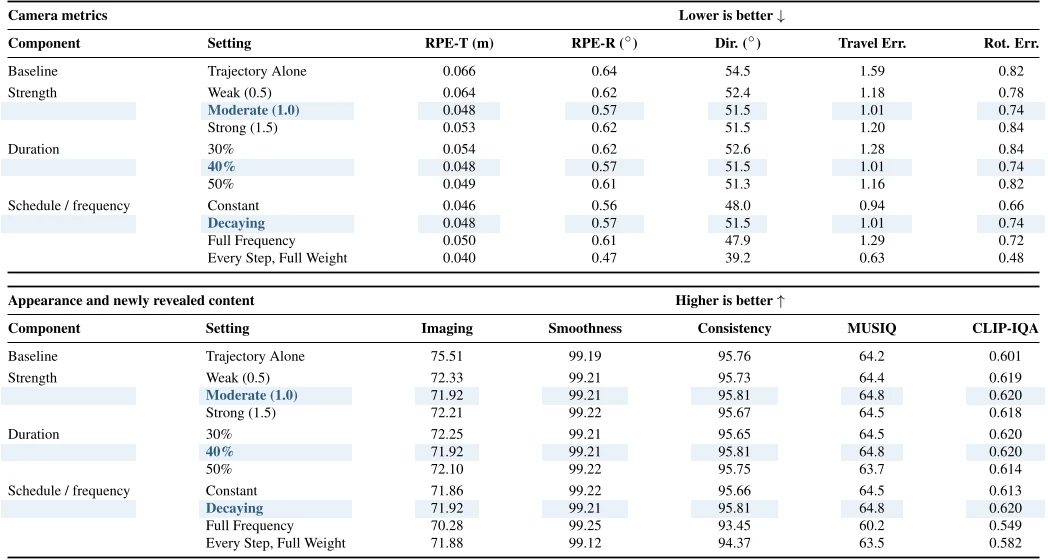 Camera metrics Lower is better ↓
Component Setting RPE-T (m) RPE-R (°) Dir. (°) Travel Err. Rot. Err.
Baseline Trajectory Alone 0.066 0.64 54.5 1.59 0.82
Strength Weak (0.5) 0.064 0.62 52.4 1.18 0.78
Moderate (1.0) 0.048 0.57 51.5 1.01 0.74
Strong (1.5) 0.053 0.62 51.5 1.20 0.84
Duration 30% 0.054 0.62 52.6 1.28 0.84
40% 0.048 0.57 51.5 1.01 0.74
50% 0.049 0.61 51.3 1.16 0.82
Schedule / frequency Constant 0.046 0.56 48.0 0.94 0.66
Decaying 0.048 0.57 51.5 1.01 0.74
Full Frequency 0.050 0.61 47.9 1.29 0.72
Every Step, Full Weight 0.040 0.47 39.2 0.63 0.48
Appearance and newly revealed content Higher is better ↑
Component Setting Imaging Smoothness Consistency MUSIQ CLIP-IQA
Baseline Trajectory Alone 75.51 99.19 95.76 64.2 0.601
Strength Weak (0.5) 72.33 99.21 95.73 64.4 0.619
Moderate (1.0) 71.92 99.21 95.81 64.8 0.620
Strong (1.5) 72.21 99.22 95.67 64.5 0.618
Duration 30% 72.25 99.21 95.65 64.5 0.620
40% 71.92 99.21 95.81 64.8 0.620
50% 72.10 99.22 95.75 63.7 0.614
Schedule / frequency Constant 71.86 99.22 95.66 64.5 0.613
Decaying 71.92 99.21 95.81 64.8 0.620
Full Frequency 70.28 99.25 93.45 60.2 0.549
Every Step, Full Weight 71.88 99.12 94.37 63.5 0.582